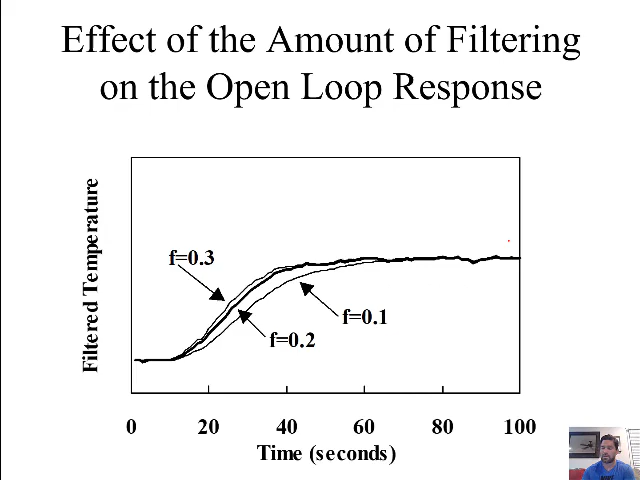 Effect of the Amount of Filtering
on the Open Loop Response
Filtered Temperature
f=0.3
f=0.1
f=0.2
0 20 40 60 80 100
Time (seconds)